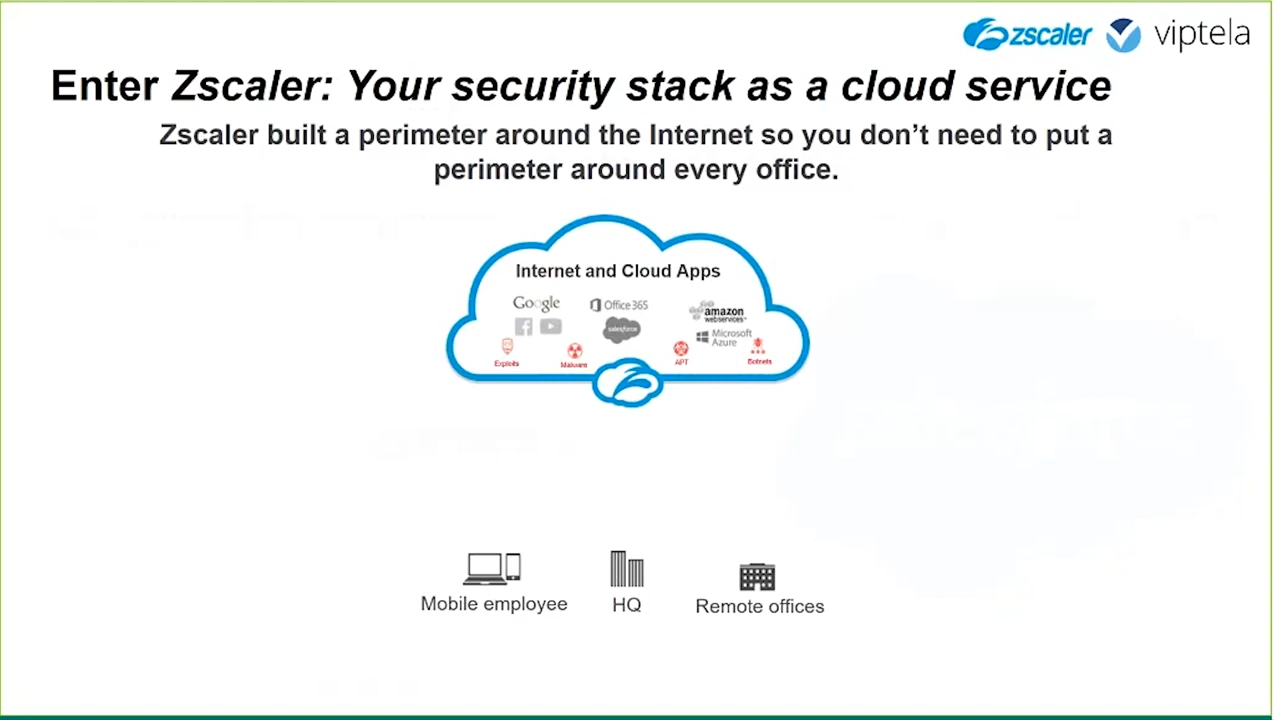 zscaler viptela
Enter Zscaler: Your security stack as a cloud service
Zscaler built a perimeter around the Internet so you don't need to put a
perimeter around every office.
Internet and Cloud Apps
Google Office 365 amazon
webservices™
salesforce Microsoft
Azure
Exploits Malware APT Botnets
Mobile employee HQ Remote offices